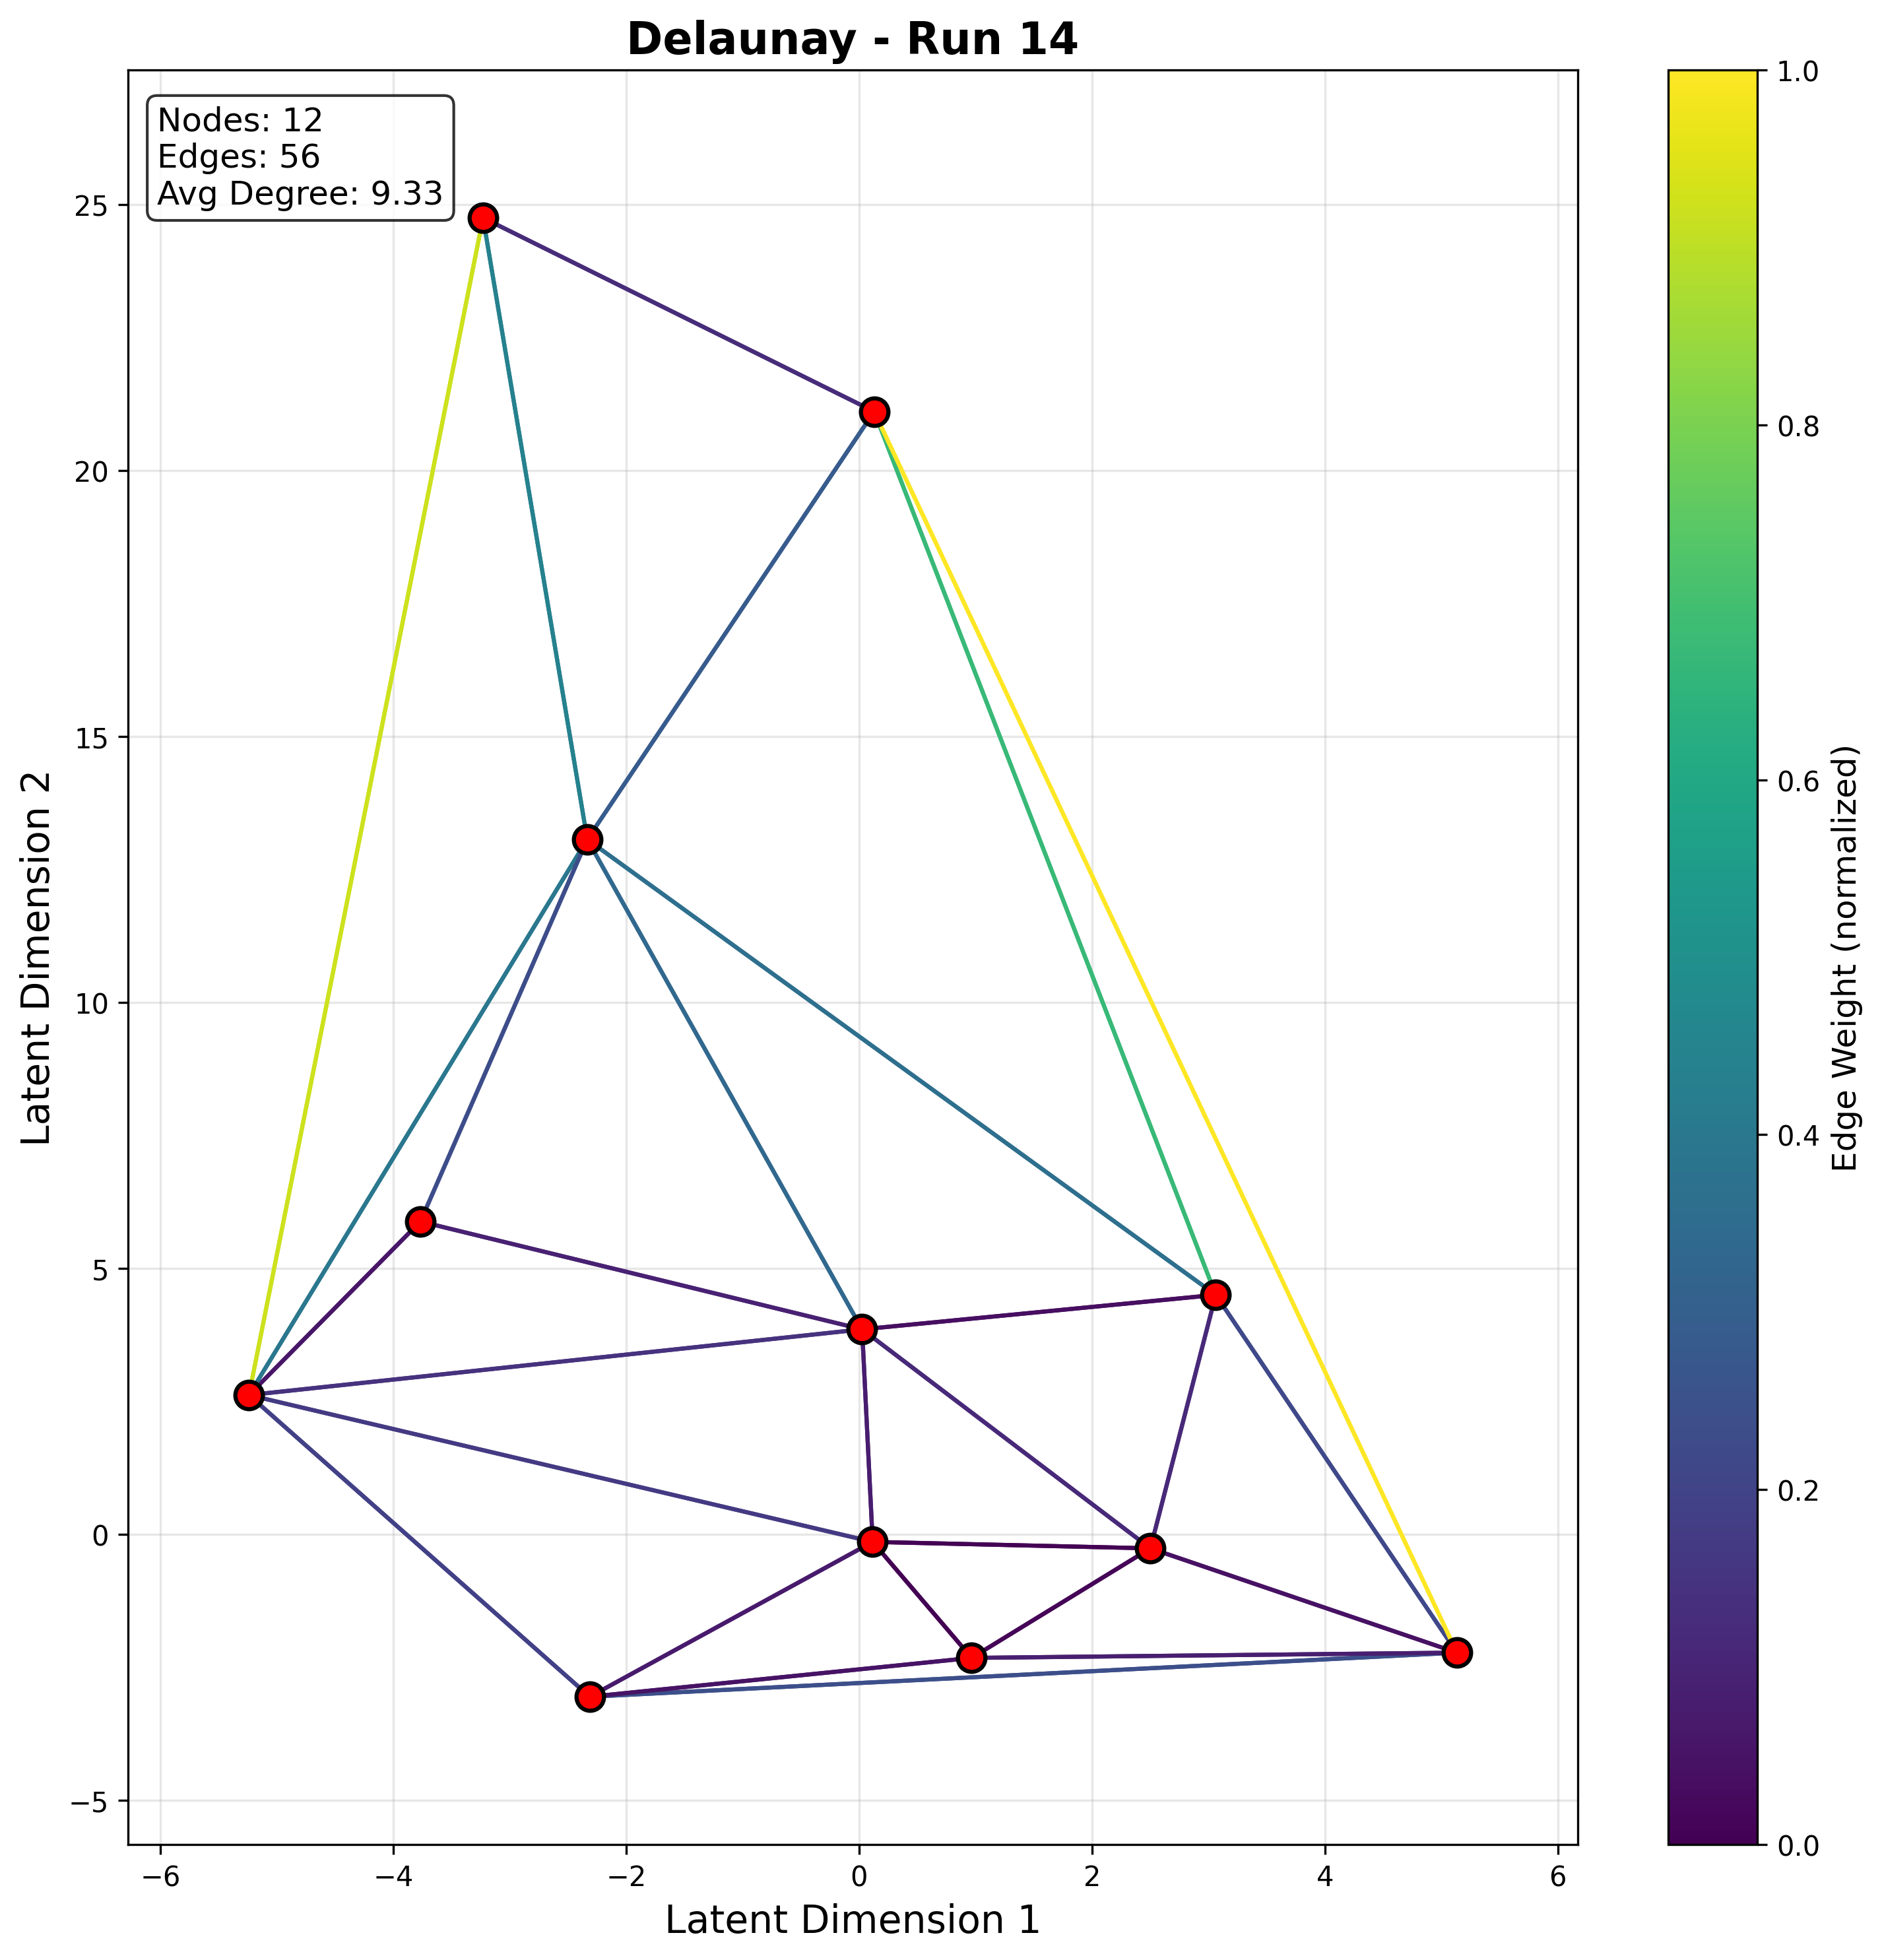 Delaunay - Run 14
Nodes: 12
Edges: 56
Avg Degree: 9.33
25
20
15
10
5
0
−5
Latent Dimension 2
−6
−4
−2
0
2
4
6
Latent Dimension 1
1.0
0.8
0.6
0.4
0.2
0.0
Edge Weight (normalized)